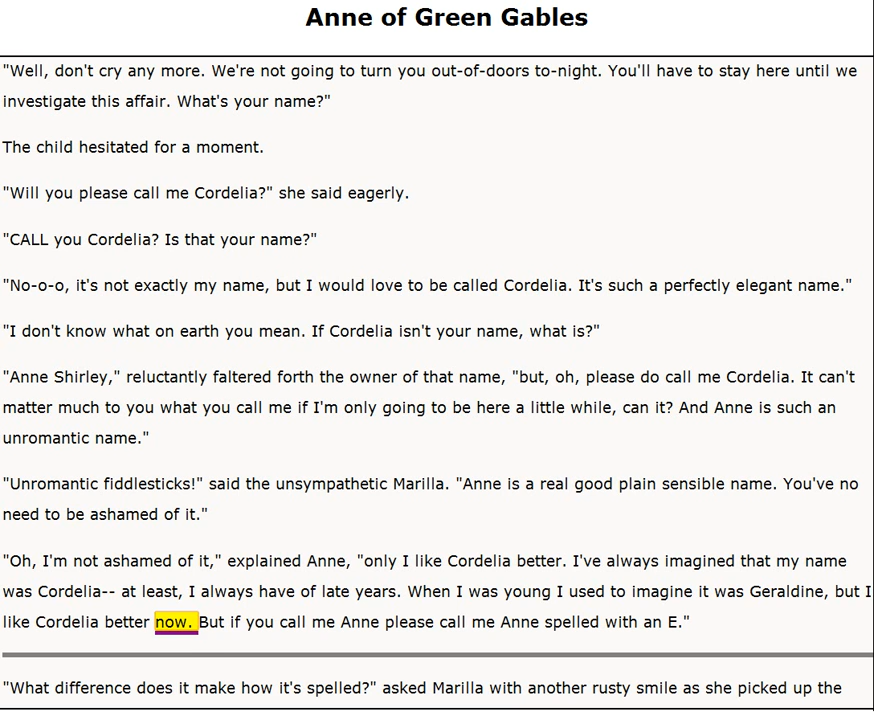 Anne of Green Gables
"Well, don't cry any more. We're not going to turn you out-of-doors to-night. You'll have to stay here until we
investigate this affair. What's your name?"
The child hesitated for a moment.
"Will you please call me Cordelia?" she said eagerly.
"CALL you Cordelia? Is that your name?"
"No-o-o, it's not exactly my name, but I would love to be called Cordelia. It's such a perfectly elegant name."
"I don't know what on earth you mean. If Cordelia isn't your name, what is?"
"Anne Shirley," reluctantly faltered forth the owner of that name, "but, oh, please do call me Cordelia. It can't
matter much to you what you call me if I'm only going to be here a little while, can it? And Anne is such an
unromantic name."
"Unromantic fiddlesticks!" said the unsympathetic Marilla. "Anne is a real good plain sensible name. You've no
need to be ashamed of it."
"Oh, I'm not ashamed of it," explained Anne, "only I like Cordelia better. I've always imagined that my name
was Cordelia-- at least, I always have of late years. When I was young I used to imagine it was Geraldine, but I
like Cordelia better now. But if you call me Anne please call me Anne spelled with an E."
"What difference does it make how it's spelled?" asked Marilla with another rusty smile as she picked up the